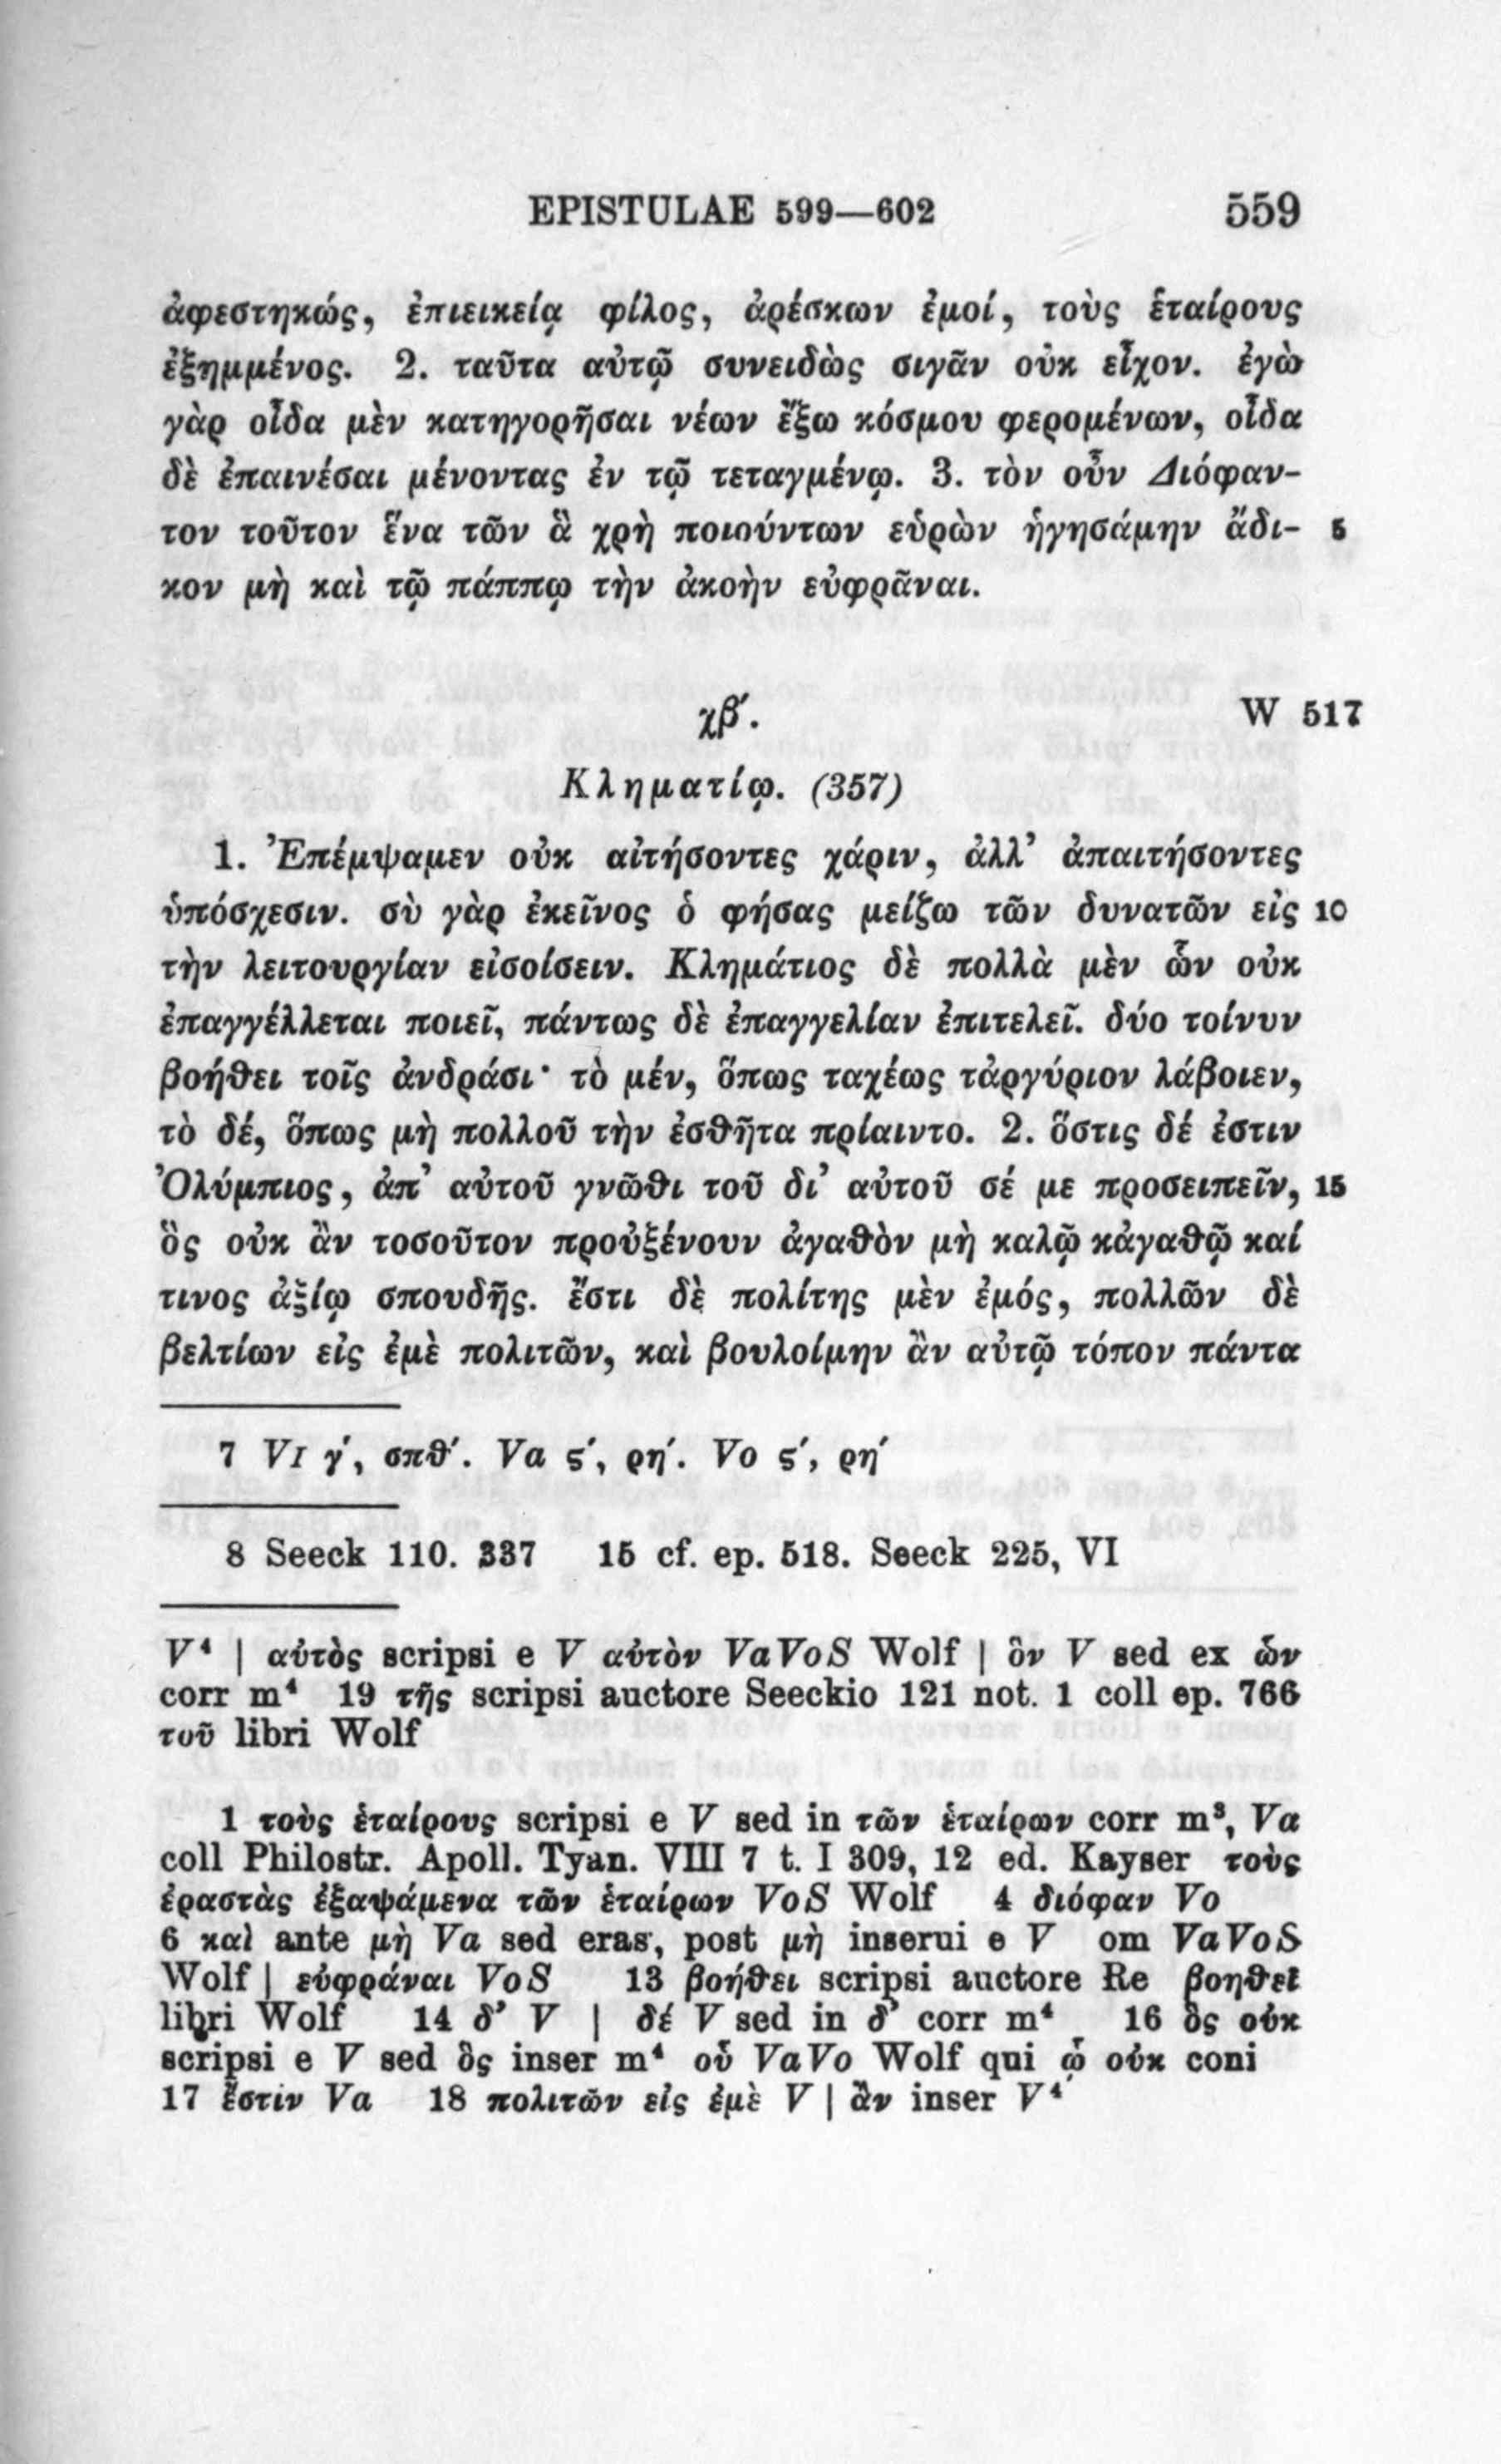 EPISTULAE 599—602 559
ἀφεστηκώς, ἐπιεικείᾳ φίλος, ἀρέσκων ἐμοί, τοὺς ἑταίρους
ἐξημμένος. 2. ταῦτα αὐτῷ συνειδὼς σιγᾶν οὐκ εἶχον. ἐγὼ
γὰρ οἶδα μὲν κατηγορῆσαι νέων ἔξω κόσμου φερομένων, οἶδα
δὲ ἐπαινέσαι μένοντας ἐν τῷ τεταγμένῳ. 3. τὸν οὖν Διόφαν-
τον τοῦτον ἕνα τῶν ἃ χρὴ ποιούντων εὑρὼν ἡγησάμην ἄδι- 5
κον μὴ καὶ τῷ πάππῳ τὴν ἀκοὴν εὐφρᾶναι.
χβ′. W 517
Κληματίῳ. (357)
1. Ἐπέμψαμεν οὐκ αἰτήσοντες χάριν, ἀλλ’ ἀπαιτήσοντες
ὑπόσχεσιν. σὺ γὰρ ἐκεῖνος ὁ φήσας μείζω τῶν δυνατῶν εἰς 10
τὴν λειτουργίαν εἰσοίσειν. Κλημάτιος δὲ πολλὰ μὲν ὧν οὐκ
ἐπαγγέλλεται ποιεῖ, πάντως δὲ ἐπαγγελίαν ἐπιτελεῖ. δύο τοίνυν
βοήθει τοῖς ἀνδράσι· τὸ μέν, ὅπως ταχέως τἀργύριον λάβοιεν,
τὸ δέ, ὅπως μὴ πολλοῦ τὴν ἐσθῆτα πρίαιντο. 2. ὅστις δέ ἐστιν
Ὀλύμπιος, ἀπ’ αὐτοῦ γνῶθι τοῦ δι’ αὐτοῦ σέ με προσειπεῖν, 15
ὃς οὐκ ἂν τοσοῦτον προὐξένουν ἀγαθὸν μὴ καλῷ κἀγαθῷ καί
τινος ἀξίῳ σπουδῆς. ἔστι δὲ πολίτης μὲν ἐμός, πολλῶν δὲ
βελτίων εἰς ἐμὲ πολιτῶν, καὶ βουλοίμην ἂν αὐτῷ τόπον πάντα
7 VI γ′, σπθ′. Va ς′, ρη′. Vo ς′, ρη′
8 Seeck 110. 337 15 cf. ep. 518. Seeck 225, VI
V⁴ | αὐτὸς scripsi e V αὐτὸν VaVoS Wolf | ὃν V sed ex ὧν
corr m⁴ 19 τῆς scripsi auctore Seeckio 121 not. 1 coll ep. 766
τοῦ libri Wolf
1 τοὺς ἑταίρους scripsi e V sed in τῶν ἑταίρων corr m³, Va
coll Philostr. Apoll. Tyan. VIII 7 t. I 309, 12 ed. Kayser τοὺς
ἐραστὰς ἐξαψάμενα τῶν ἑταίρων VoS Wolf 4 διόφαν Vo
6 καὶ ante μὴ Va sed eras, post μὴ inserui e V om VaVoS
Wolf | εὐφράναι VoS 13 βοήθει scripsi auctore Re βοηθεῖ
libri Wolf 14 δ’ V | δέ V sed in δ’ corr m⁴ 16 ὃς οὐκ
scripsi e V sed ὃς inser m⁴ οὗ VaVo Wolf qui ᾧ οὐκ coni
17 ἔστιν Va 18 πολιτῶν εἰς ἐμὲ V | ἂν inser V⁴